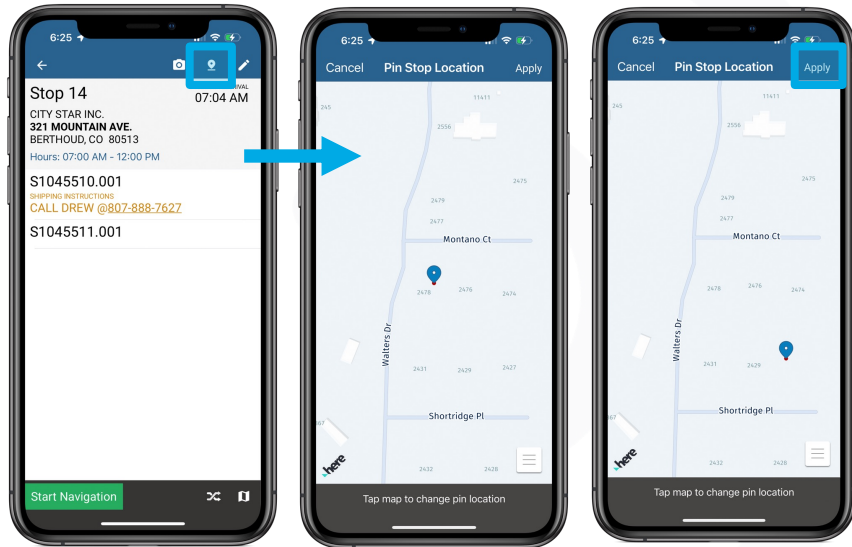 6:25
IVAL
Stop 14
07:04 AM
CITY STAR INC.
321 MOUNTAIN AVE.
BERTHOUD, CO 80513
Hours: 07:00 AM - 12:00 PM
S1045510.001
SHIPPING INSTRUCTIONS
CALL DREW @807-888-7627
S1045511.001
Start Navigation
6:25
Cancel Pin Stop Location Apply
245
11411
2556
2475
2479
2477
Montano Ct
2478 2476 2474
Walters Dr
2431 2429 2427
Shortridge Pl
67
here
2432 2428
Tap map to change pin location
6:25
Cancel Pin Stop Location Apply
245
11411
2556
2475
2479
2477
Montano Ct
2478 2476 2474
Walters Dr
2431 2429
Shortridge Pl
67
here
2432 2428
Tap map to change pin location